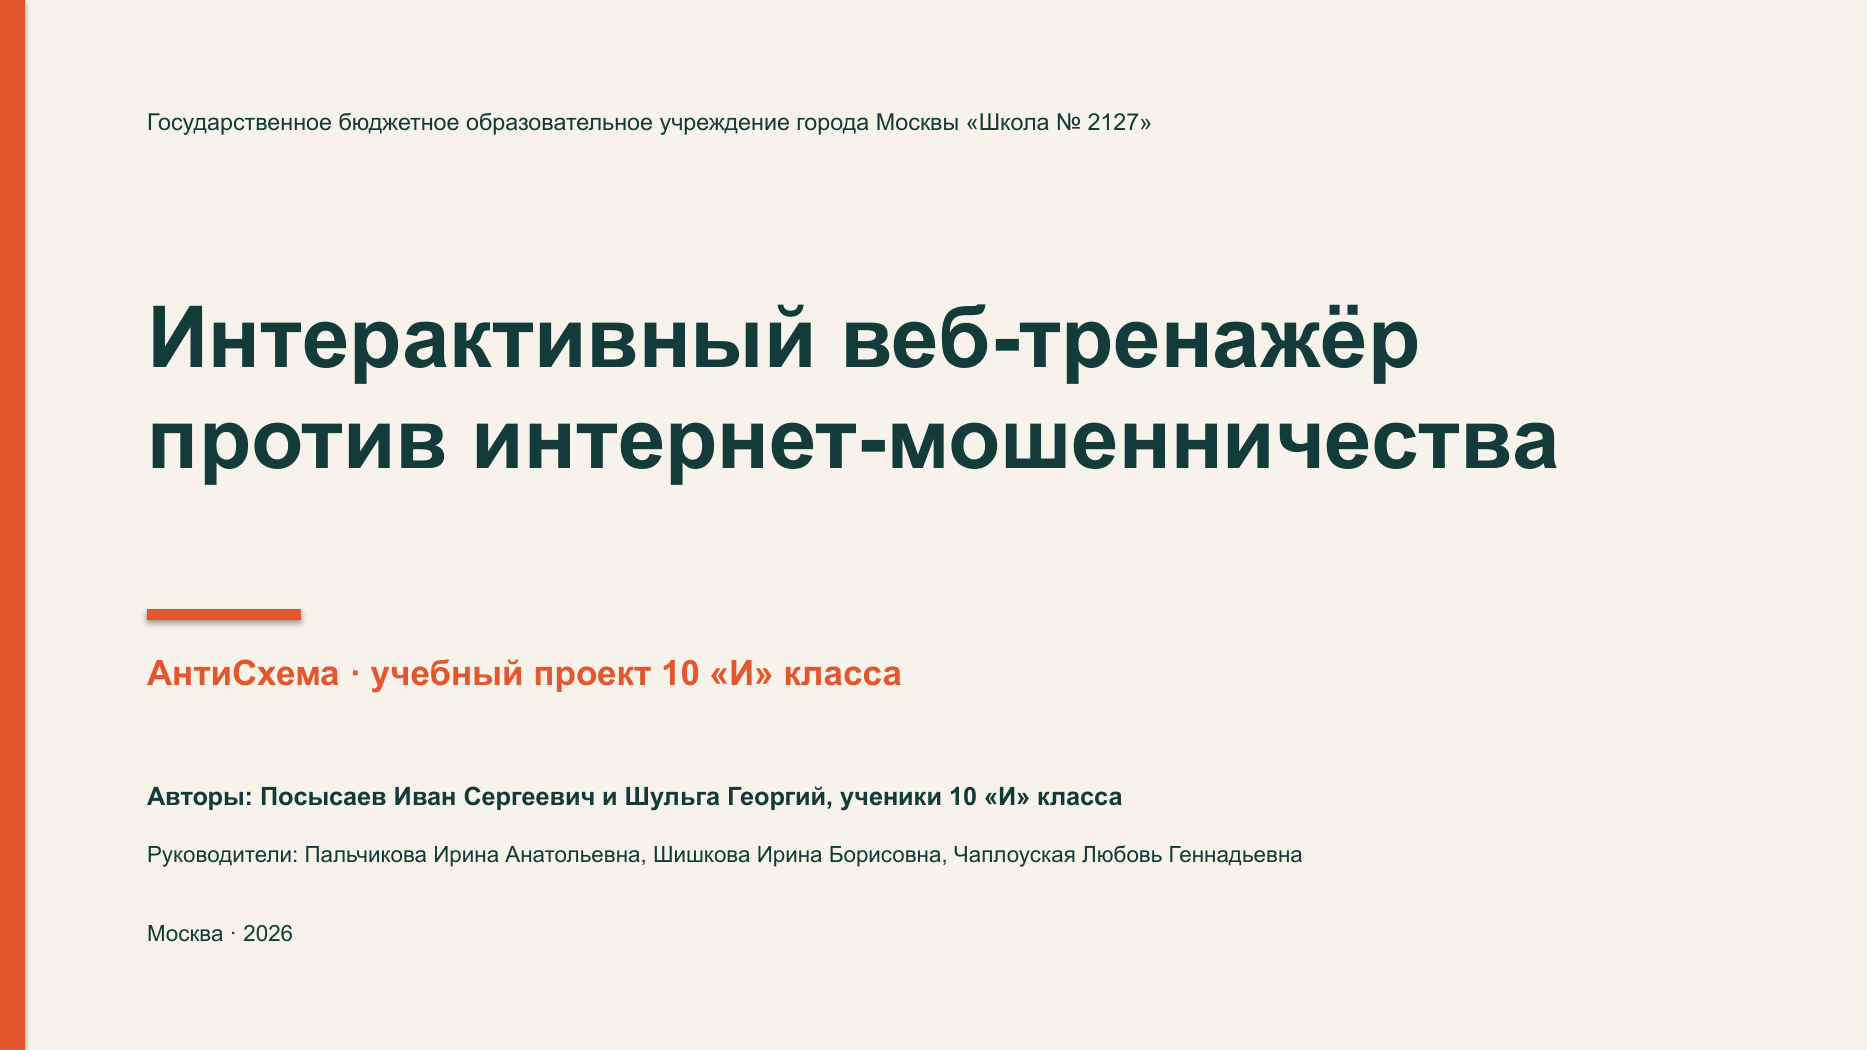 Государственное бюджетное образовательное учреждение города Москвы «Школа № 2127»
Интерактивный веб-тренажёр
против интернет-мошенничества
АнтиСхема · учебный проект 10 «И» класса
Авторы: Посысаев Иван Сергеевич и Шульга Георгий, ученики 10 «И» класса
Руководители: Пальчикова Ирина Анатольевна, Шишкова Ирина Борисовна, Чаплоуская Любовь Геннадьевна
Москва · 2026